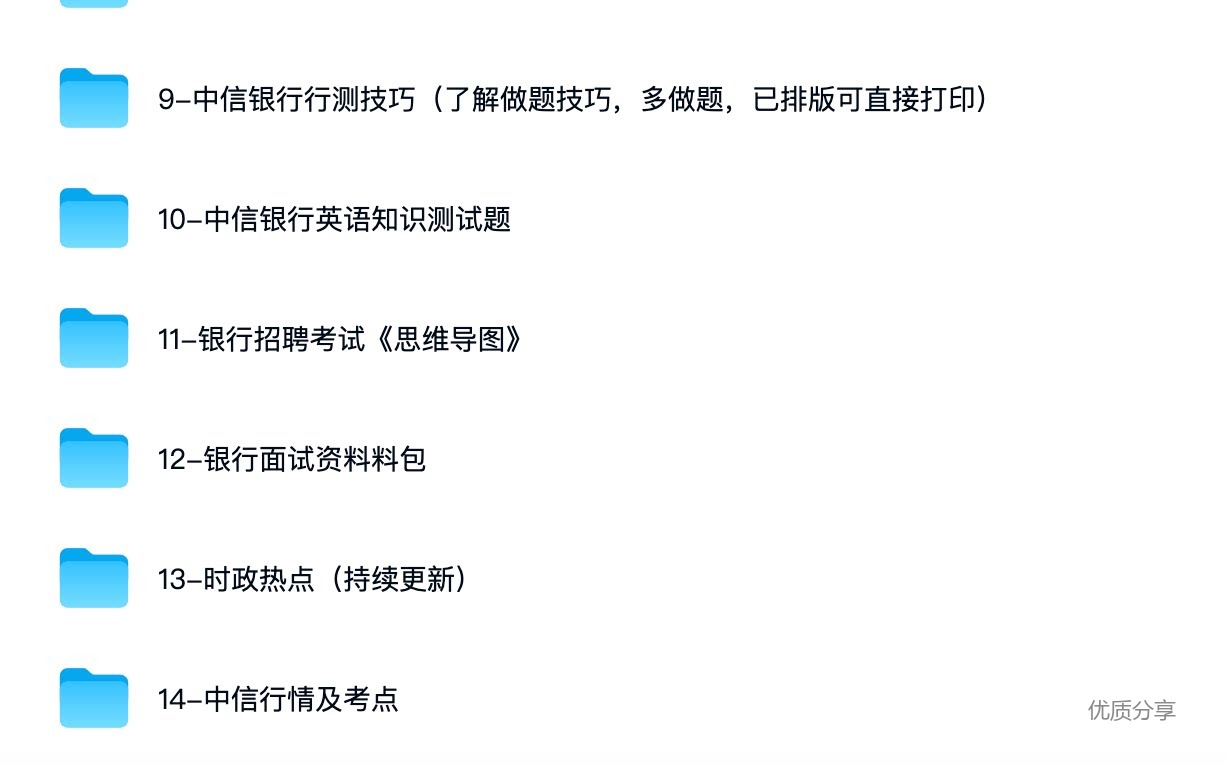 9-中信银行行测技巧（了解做题技巧，多做题，已排版可直接打印）
10-中信银行英语知识测试题
11-银行招聘考试《思维导图》
12-银行面试资料料包
13-时政热点（持续更新）
14-中信行情及考点
优质分享